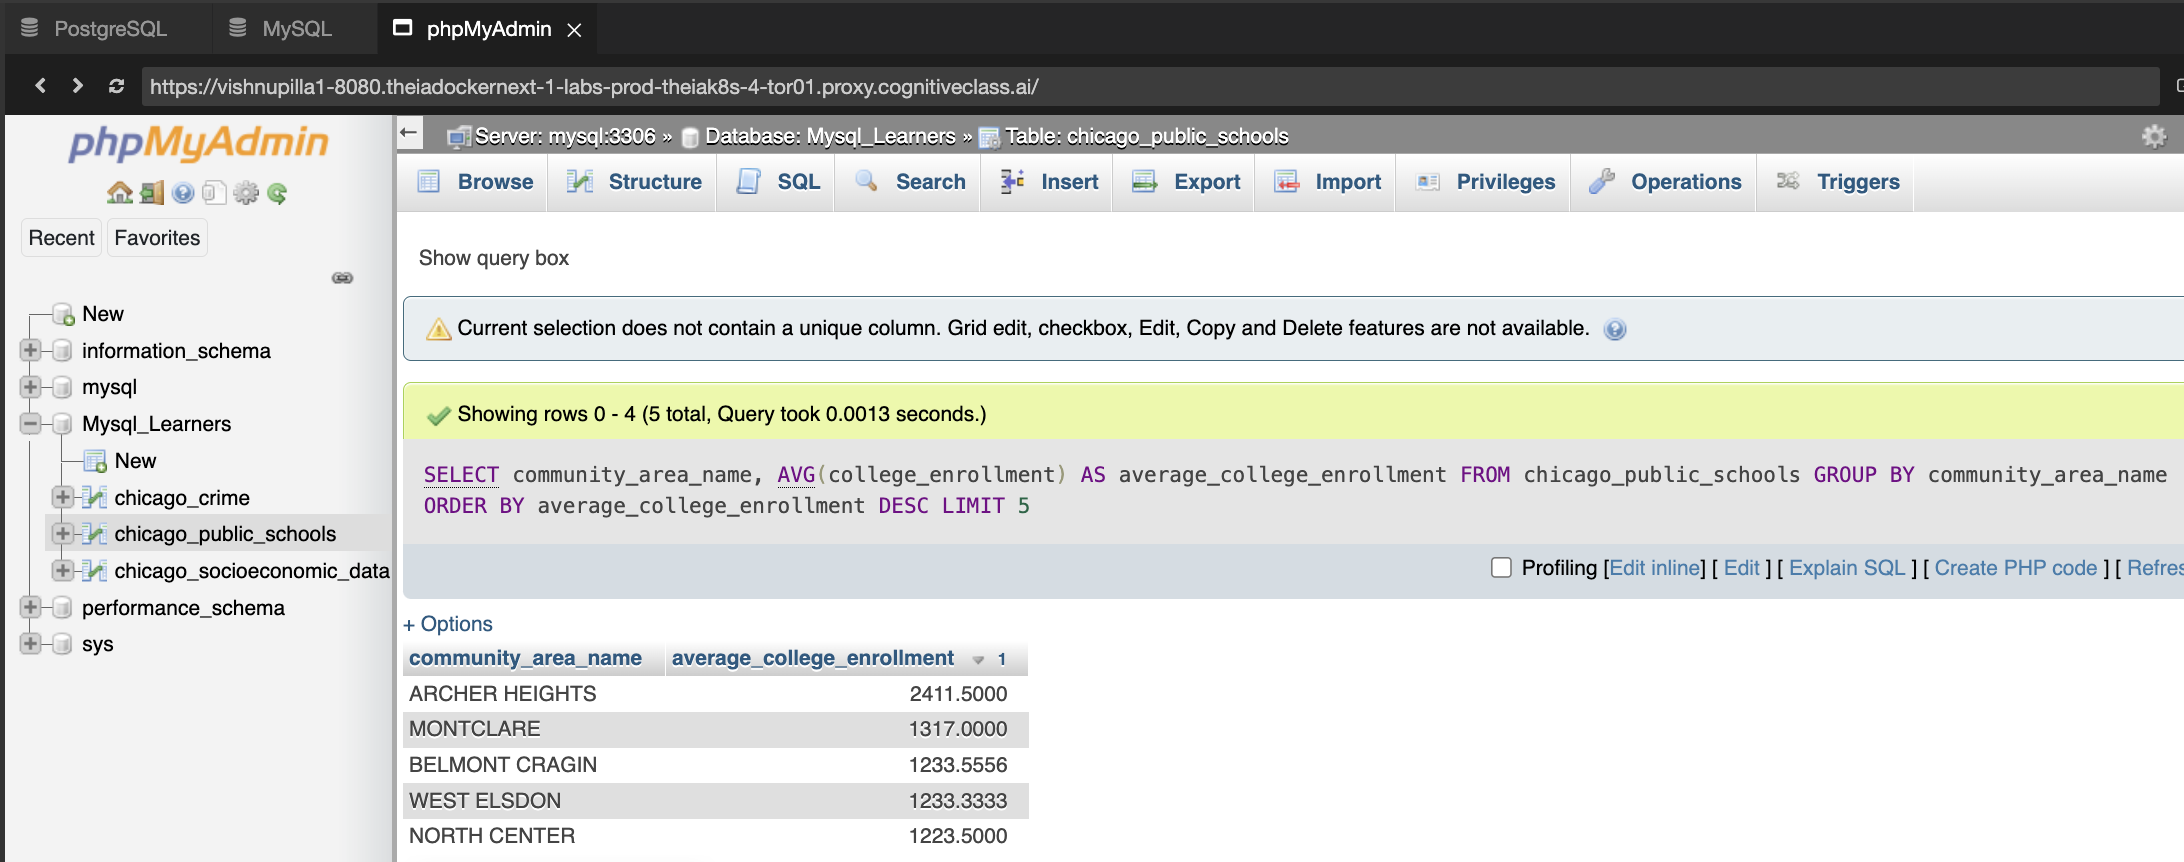 PostgreSQL
MySQL
phpMyAdmin
https://vishnupilla1-8080.theiadockernext-1-labs-prod-theiak8s-4-tor01.proxy.cognitiveclass.ai/
phpMyAdmin
Recent
Favorites
New
information_schema
mysql
Mysql_Learners
New
chicago_crime
chicago_public_schools
chicago_socioeconomic_data
performance_schema
sys
Server: mysql:3306 » Database: Mysql_Learners » Table: chicago_public_schools
Browse
Structure
SQL
Search
Insert
Export
Import
Privileges
Operations
Triggers
Show query box
Current selection does not contain a unique column. Grid edit, checkbox, Edit, Copy and Delete features are not available.
Showing rows 0 - 4 (5 total, Query took 0.0013 seconds.)
SELECT community_area_name, AVG(college_enrollment) AS average_college_enrollment FROM chicago_public_schools GROUP BY community_area_name
ORDER BY average_college_enrollment DESC LIMIT 5
Profiling [Edit inline] [ Edit ] [ Explain SQL ] [ Create PHP code ] [ Refres
+ Options
community_area_name average_college_enrollment 1
ARCHER HEIGHTS 2411.5000
MONTCLARE 1317.0000
BELMONT CRAGIN 1233.5556
WEST ELSDON 1233.3333
NORTH CENTER 1223.5000